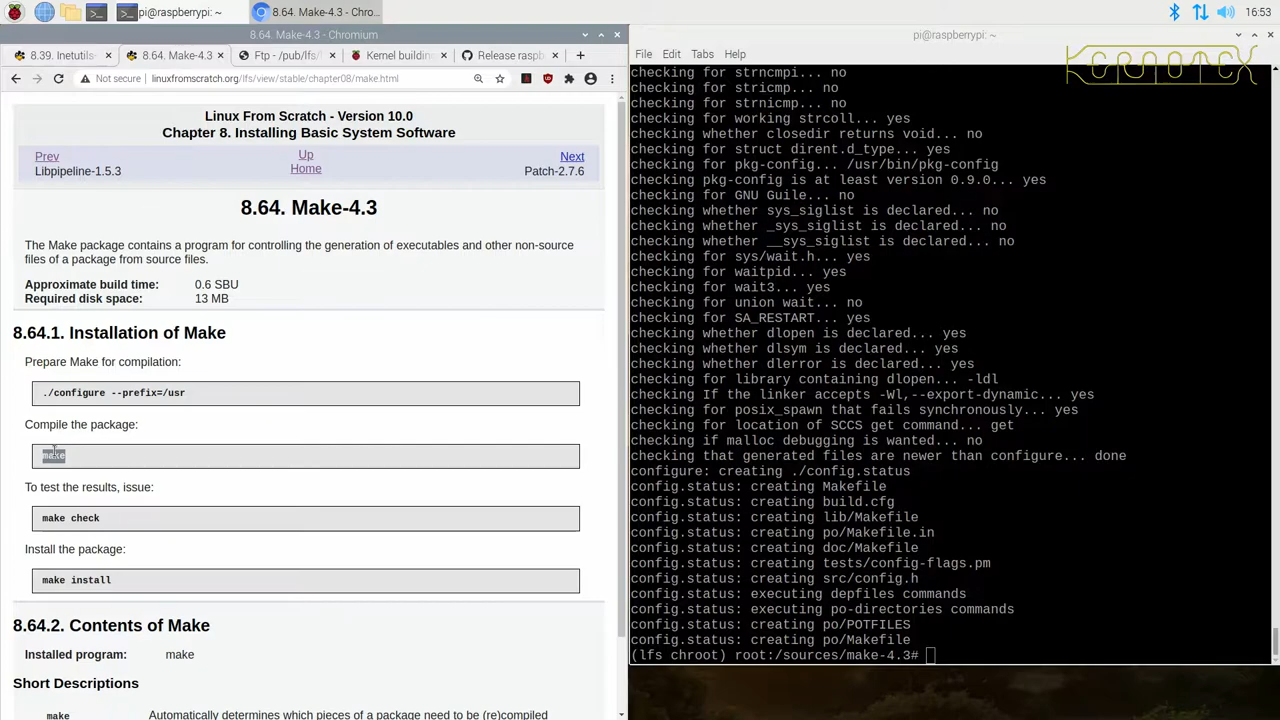 pi@raspberrypi: ~
8.64. Make-4.3 - Chro...
16:53
8.64. Make-4.3 - Chromium
8.39. Inetutils-
8.64. Make-4.3
Ftp - /pub/lfs/
Kernel building
Release raspb
Not secure | linuxfromscratch.org/lfs/view/stable/chapter08/make.html
Linux From Scratch - Version 10.0
Chapter 8. Installing Basic System Software
Prev
Up
Next
Libpipeline-1.5.3
Home
Patch-2.7.6
8.64. Make-4.3
The Make package contains a program for controlling the generation of executables and other non-source
files of a package from source files.
Approximate build time: 0.6 SBU
Required disk space: 13 MB
8.64.1. Installation of Make
Prepare Make for compilation:
./configure --prefix=/usr
Compile the package:
make
To test the results, issue:
make check
Install the package:
make install
8.64.2. Contents of Make
Installed program: make
Short Descriptions
make Automatically determines which pieces of a package need to be (re)compiled
pi@raspberrypi: ~
File Edit Tabs Help
KERNOTEX
checking for strncmpi... no
checking for stricmp... no
checking for strnicmp... no
checking for working strcoll... yes
checking whether closedir returns void... no
checking for struct dirent.d_type... yes
checking for pkg-config... /usr/bin/pkg-config
checking pkg-config is at least version 0.9.0... yes
checking for GNU Guile... no
checking whether sys_siglist is declared... no
checking whether _sys_siglist is declared... no
checking whether __sys_siglist is declared... no
checking for sys/wait.h... yes
checking for waitpid... yes
checking for wait3... yes
checking for union wait... no
checking for SA_RESTART... yes
checking whether dlopen is declared... yes
checking whether dlsym is declared... yes
checking whether dlerror is declared... yes
checking for library containing dlopen... -ldl
checking If the linker accepts -Wl,--export-dynamic... yes
checking for posix_spawn that fails synchronously... yes
checking for location of SCCS get command... get
checking if malloc debugging is wanted... no
checking that generated files are newer than configure... done
configure: creating ./config.status
config.status: creating Makefile
config.status: creating build.cfg
config.status: creating lib/Makefile
config.status: creating po/Makefile.in
config.status: creating doc/Makefile
config.status: creating tests/config-flags.pm
config.status: creating src/config.h
config.status: executing depfiles commands
config.status: executing po-directories commands
config.status: creating po/POTFILES
config.status: creating po/Makefile
(lfs chroot) root:/sources/make-4.3#